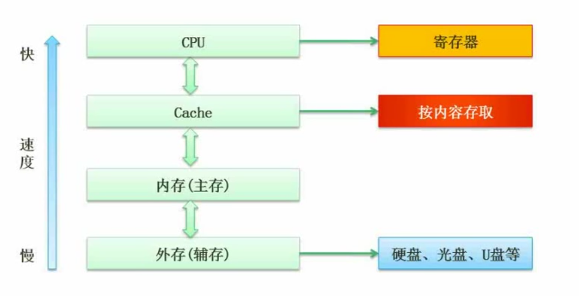 快
CPU
寄存器
Cache
按内容存取
速度
内存(主存)
慢
外存(辅存)
硬盘、光盘、U盘等